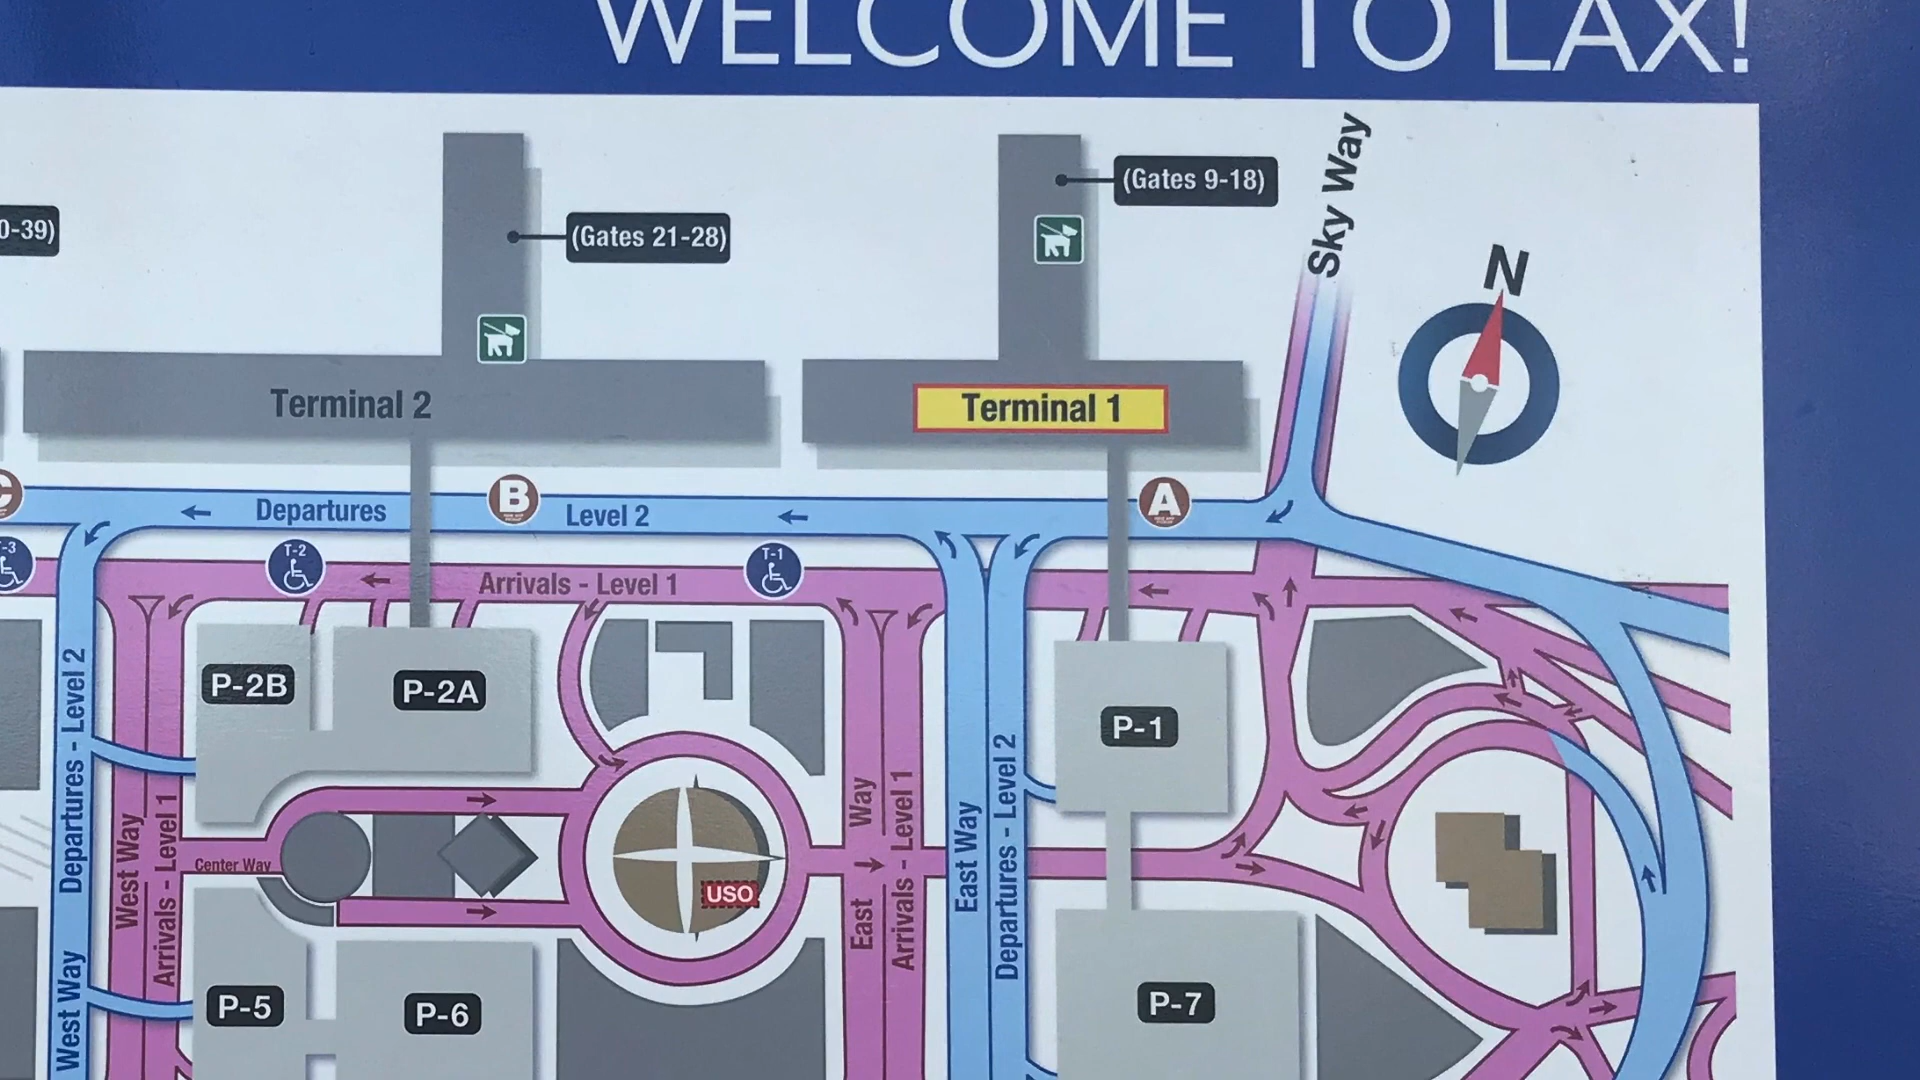 WELCOME TO LAX!
Sky Way
(Gates 9-18)
(Gates 21-28)
0-39)
N
Terminal 2
Terminal 1
C
B
A
Departures
Level 2
T-3
T-2
T-1
Arrivals - Level 1
P-2B
P-2A
P-1
West Way
Departures - Level 2
West Way
Arrivals - Level 1
Center Way
USO
East Way
Arrivals - Level 1
East Way
Departures - Level 2
P-5
P-6
P-7